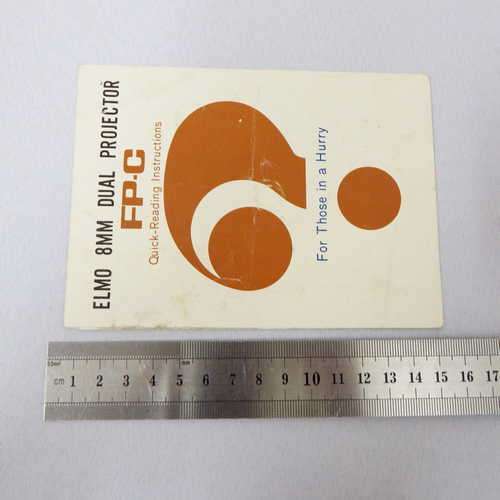 ELMO 8MM DUAL PROJECTOR
FP-C
Quick-Reading Instructions
For Those in a Hurry
cm 1 2 3 4 5 6 7 8 9 10 11 12 13 14 15 16 17